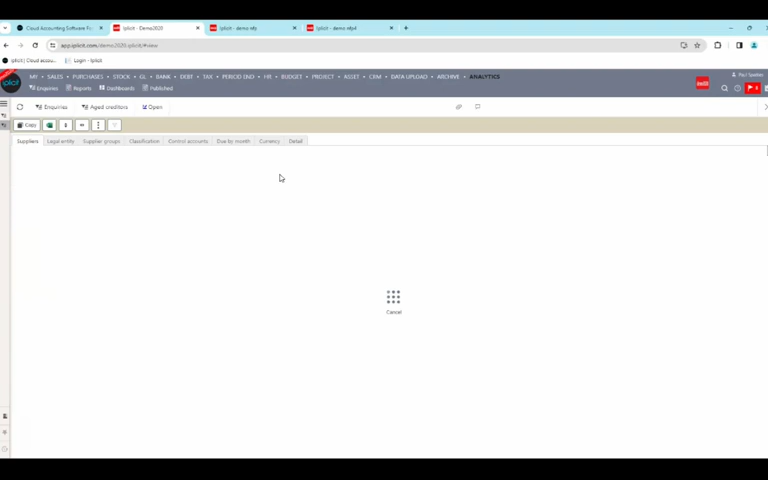 Cloud Accounting Software Fo
iplicit - Demo2020
iplicit - demo nfp
iplicit - demo nfp4
app.iplicit.com/demo2020.iplicit/#view
iplicit | Cloud accou...
Login - iplicit
MY • SALES • PURCHASES • STOCK • GL • BANK • DEBT • TAX • PERIOD END • HR • BUDGET • PROJECT • ASSET • CRM • DATA UPLOAD • ARCHIVE • ANALYTICS
Enquiries
Reports
Dashboards
Published
iplicit
Enquiries
Aged creditors
Open
Copy
Suppliers
Legal entity
Supplier groups
Classification
Control accounts
Due by month
Currency
Detail
Cancel